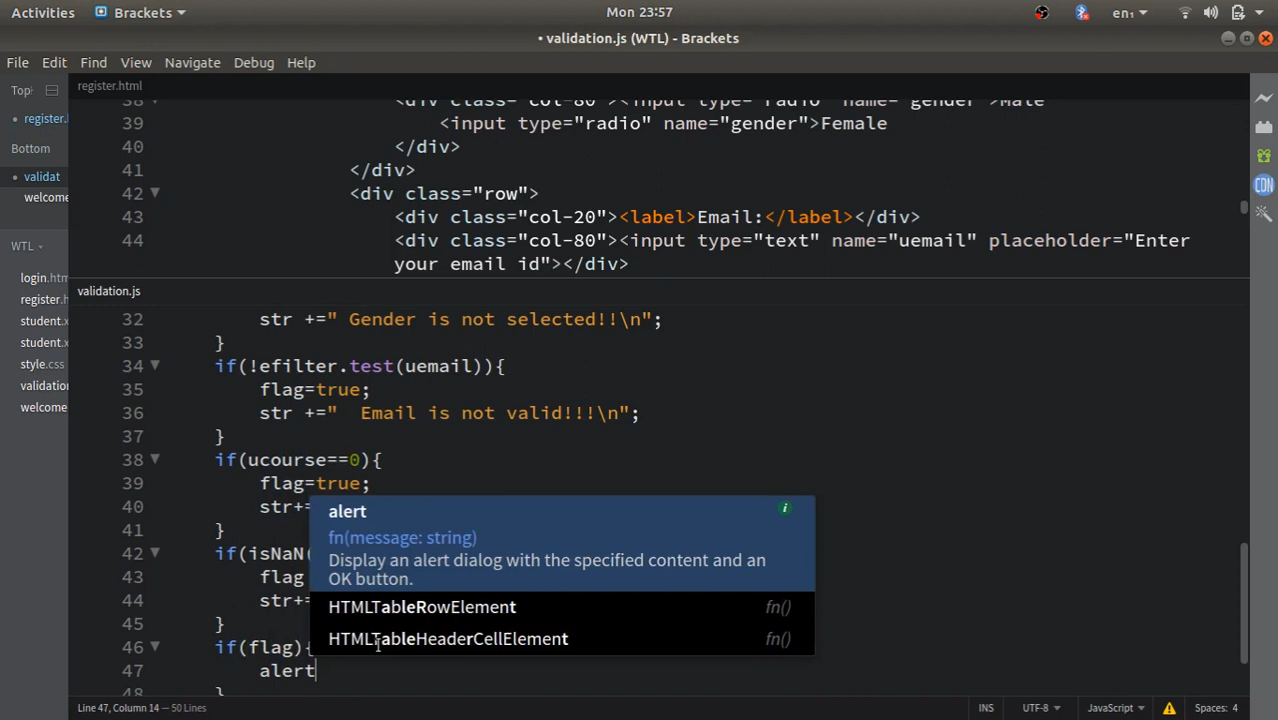 Activities Brackets Mon 23:57 en1
• validation.js (WTL) - Brackets
File Edit Find View Navigate Debug Help
Top
• register.
Bottom
• validat
welcome
WTL
login.htm
register.h
student.x
student.x
style.css
validation
welcome
register.html
38 <div class="col-80"><input type="radio" name="gender">Male
39 <input type="radio" name="gender">Female
40 </div>
41 </div>
42 <div class="row">
43 <div class="col-20"><label>Email:</label></div>
44 <div class="col-80"><input type="text" name="uemail" placeholder="Enter
your email id"></div>
validation.js
32 str +=" Gender is not selected!!\n";
33 }
34 if(!efilter.test(uemail)){
35 flag=true;
36 str +="  Email is not valid!!!\n";
37 }
38 if(ucourse==0){
39 flag=true;
40 str+=
41 }
42 if(isNaN(
43 flag
44 str+=
45 }
46 if(flag){
47 alert
48 }
alert
fn(message: string)
Display an alert dialog with the specified content and an
OK button.
HTMLTableRowElement fn()
HTMLTableHeaderCellElement fn()
CDN
Line 47, Column 14 — 50 Lines INS UTF-8 JavaScript Spaces: 4